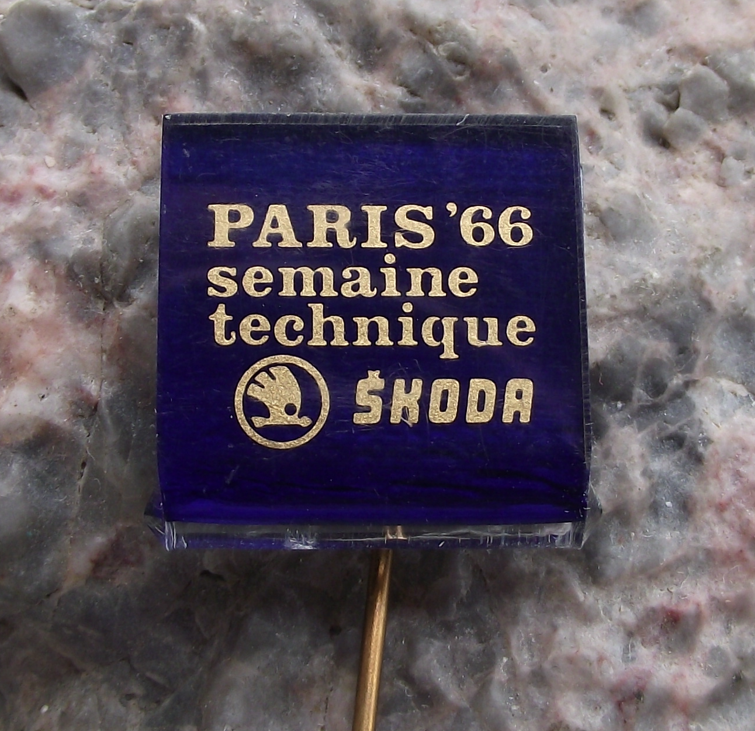 PARIS '66
semaine
technique
ŠKODA